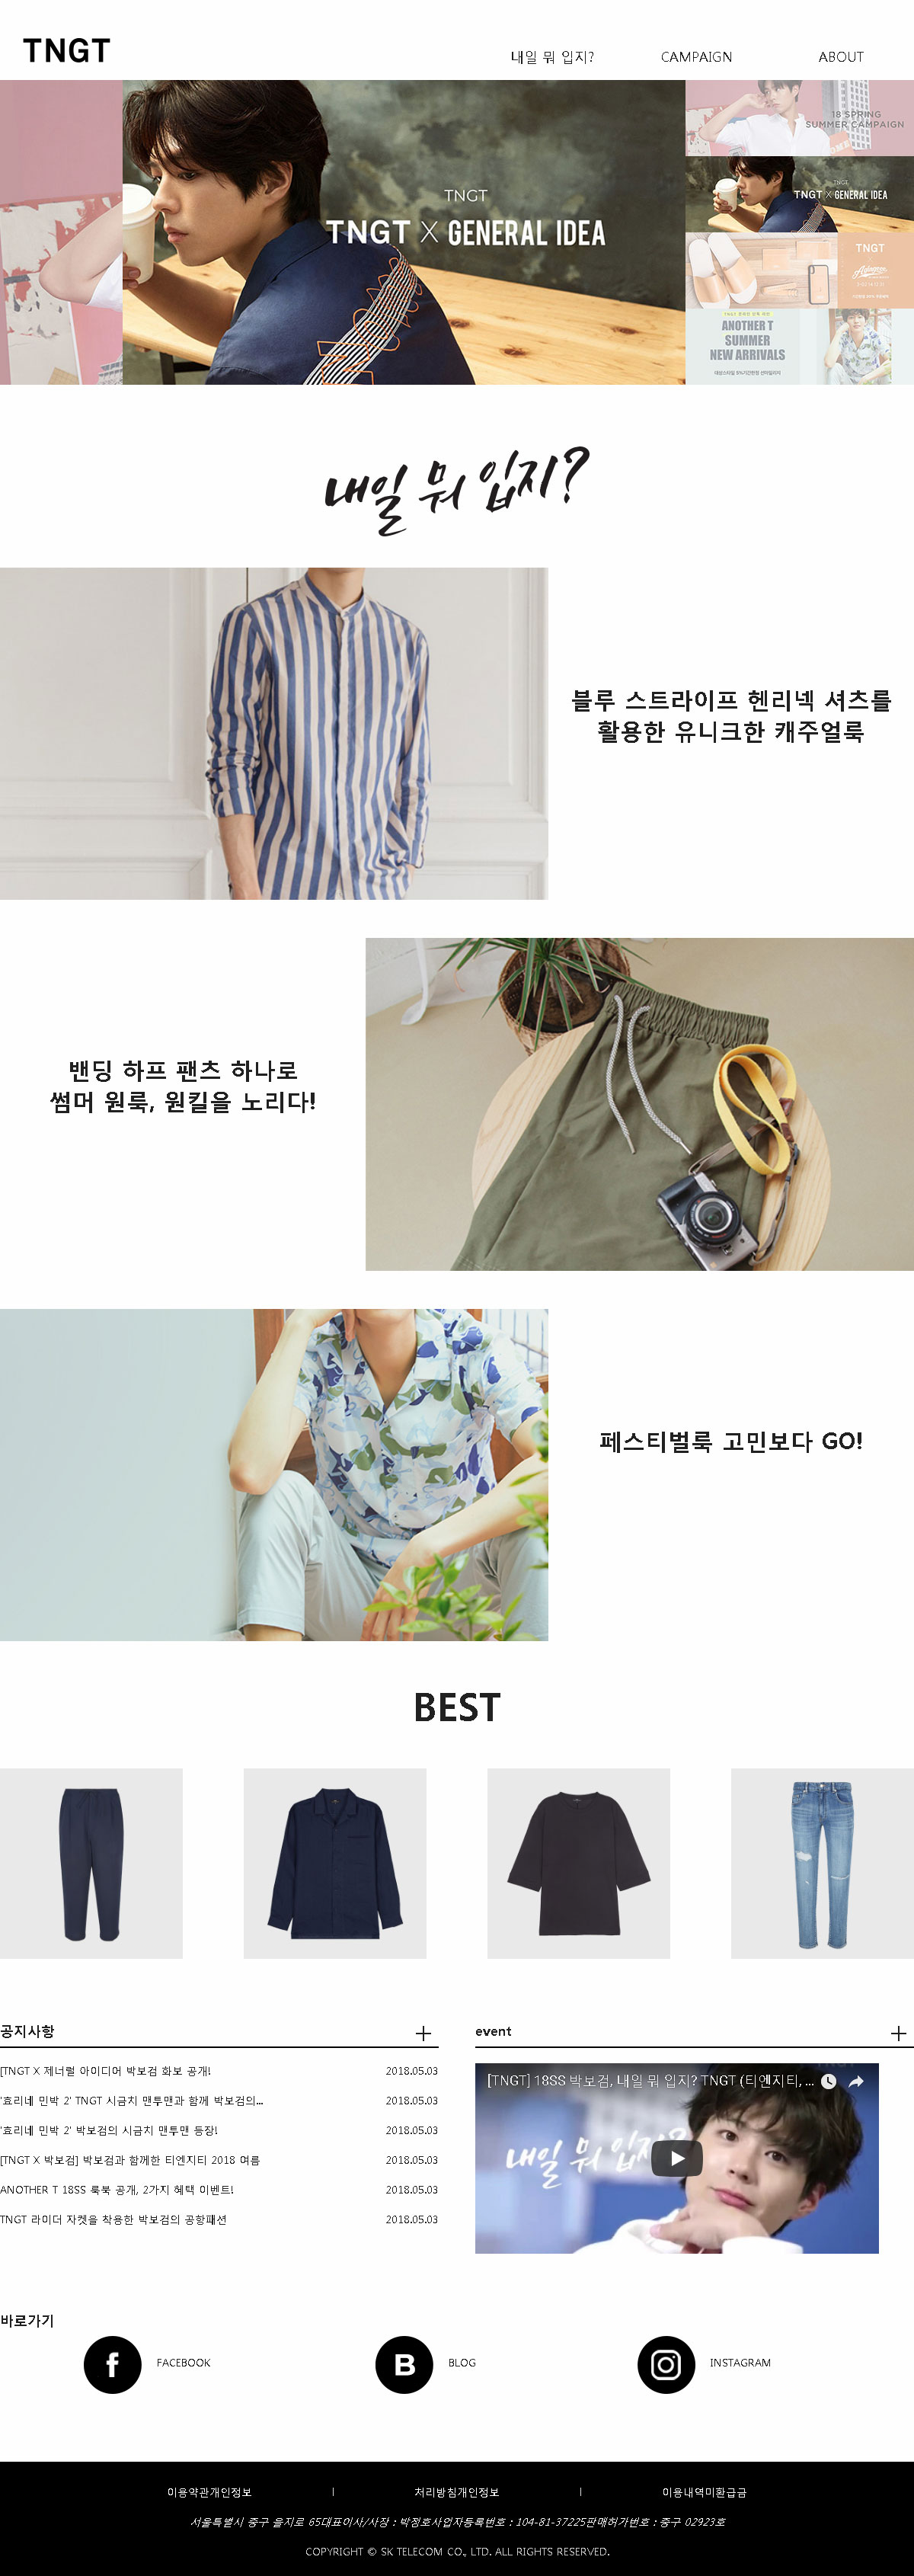 TNGT
내일 뭐 입지?
CAMPAIGN
ABOUT
TNGT
TNGT X GENERAL IDEA
18 SPRING
SUMMER CAMPAIGN
TNGT
TNGT X GENERAL IDEA
TNGT
ANOTHER T
SUMMER
NEW ARRIVALS
내일 뭐 입지?
블루 스트라이프 헨리넥 셔츠를
활용한 유니크한 캐주얼룩
밴딩 하프 팬츠 하나로
썸머 원룩, 원킬을 노리다!
페스티벌룩 고민보다 GO!
BEST
공지사항 +
[TNGT X 제너럴 아이디어 박보검 화보 공개! 2018.05.03
'효리네 민박 2' TNGT 시금치 맨투맨과 함께 박보검의... 2018.05.03
'효리네 민박 2' 박보검의 시금치 맨투맨 등장! 2018.05.03
[TNGT X 박보검] 박보검과 함께한 티엔지티 2018 여름 2018.05.03
ANOTHER T 18SS 룩북 공개, 2가지 혜택 이벤트! 2018.05.03
TNGT 라이더 자켓을 착용한 박보검의 공항패션 2018.05.03
event +
[TNGT] 18SS 박보검, 내일 뭐 입지? TNGT (티엔지티, ...
내일 뭐 입지?
바로가기
FACEBOOK
B BLOG
INSTAGRAM
이용약관개인정보 | 처리방침개인정보 | 이용내역미환급금
서울특별시 중구 을지로 65대표이사/사장 : 박정호사업자등록번호 : 104-81-37225판매허가번호 : 중구 02923호
COPYRIGHT © SK TELECOM CO., LTD. ALL RIGHTS RESERVED.